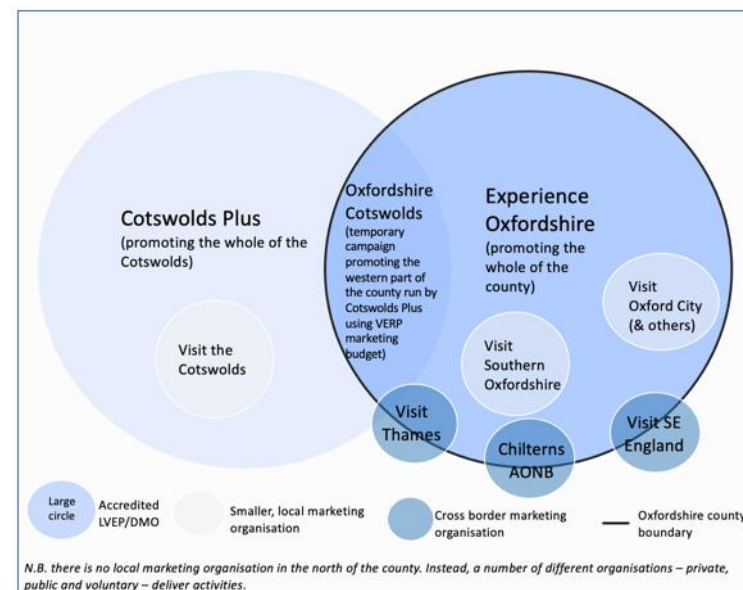 Cotswolds Plus
(promoting the whole of the
Cotswolds)
Visit the
Cotswolds
Oxfordshire
Cotswolds
(temporary
campaign
promoting the
western part of
the county run by
Cotswolds Plus
using VERP
marketing
budget)
Experience
Oxfordshire
(promoting the
whole of the
county)
Visit
Oxford City
(& others)
Visit
Southern
Oxfordshire
Visit
Thames
Chilterns
AONB
Visit SE
England
Large
circle
Accredited
LVEP/DMO
Smaller, local marketing
organisation
Cross border marketing
organisation
Oxfordshire county
boundary
N.B. there is no local marketing organisation in the north of the county. Instead, a number of different organisations – private,
public and voluntary – deliver activities.